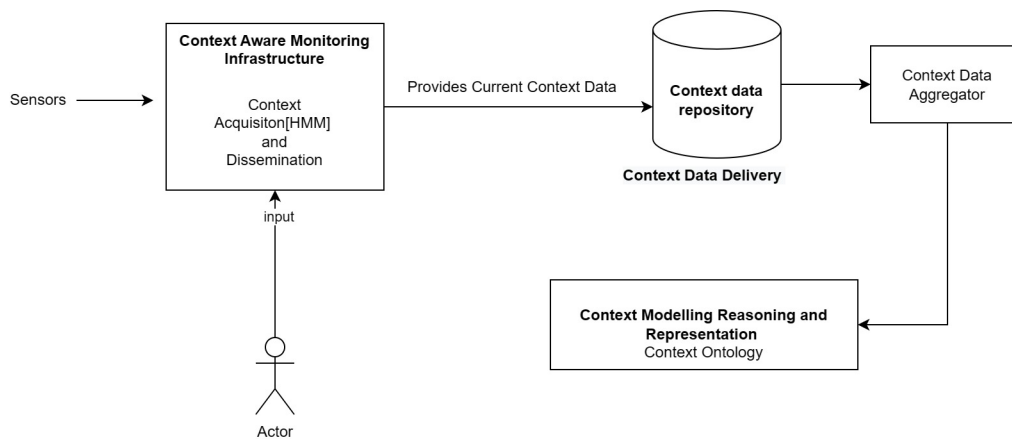 Context Aware Monitoring
Infrastructure
Context
Acquisiton[HMM]
and
Dissemination
Sensors
Provides Current Context Data
Context data
repository
Context Data
Aggregator
Context Data Delivery
input
Context Modelling Reasoning and
Representation
Context Ontology
Actor